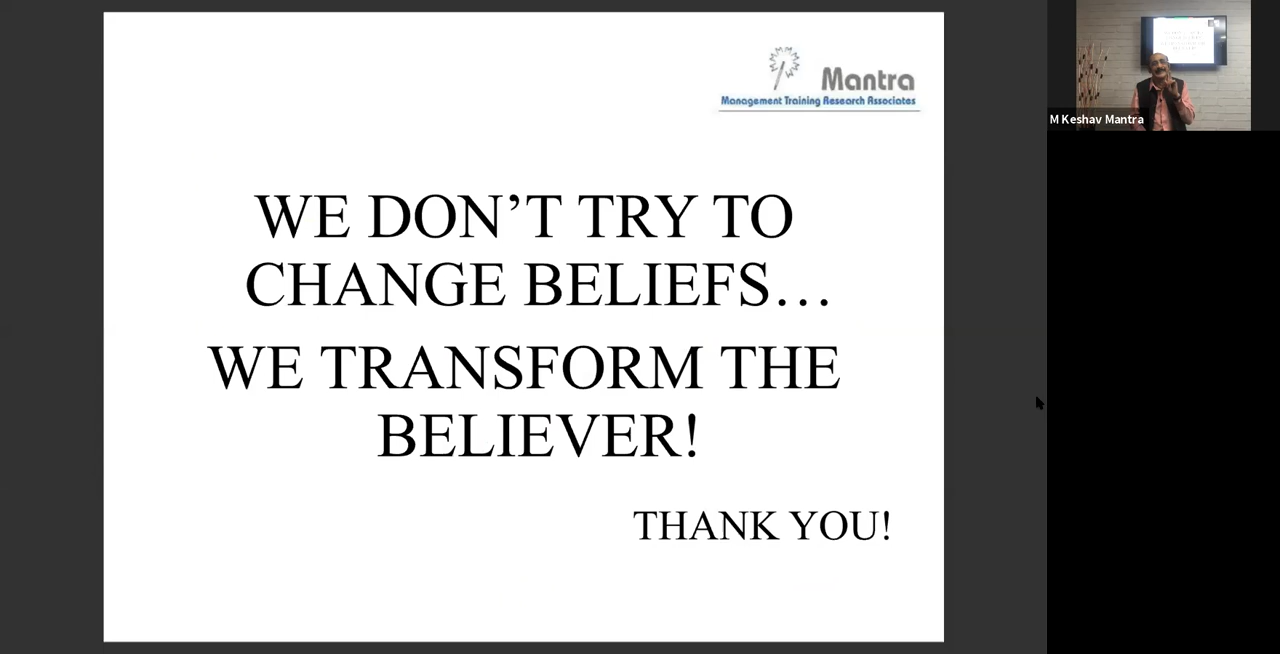 Mantra
Management Training Research Associates
WE DON’T TRY TO
CHANGE BELIEFS…
WE TRANSFORM THE
BELIEVER!
THANK YOU!
M Keshav Mantra